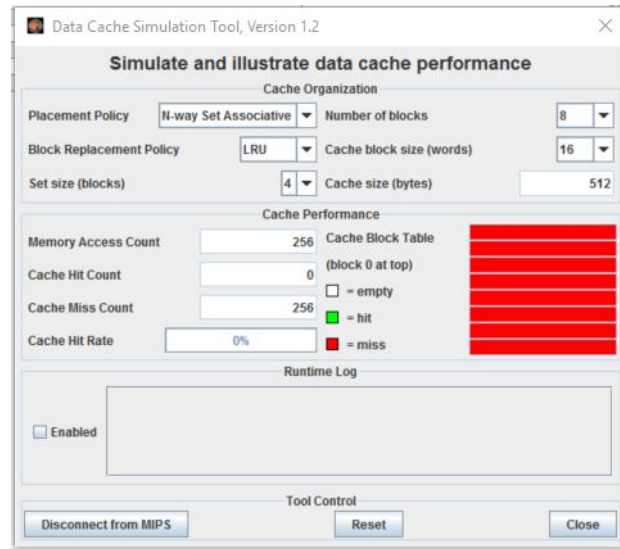 Data Cache Simulation Tool, Version 1.2
Simulate and illustrate data cache performance
Cache Organization
Placement Policy N-way Set Associative Number of blocks 8
Block Replacement Policy LRU Cache block size (words) 16
Set size (blocks) 4 Cache size (bytes) 512
Cache Performance
Memory Access Count 256 Cache Block Table
Cache Hit Count 0 (block 0 at top)
= empty
Cache Miss Count 256 = hit
Cache Hit Rate 0% = miss
Runtime Log
Enabled
Tool Control
Disconnect from MIPS Reset Close